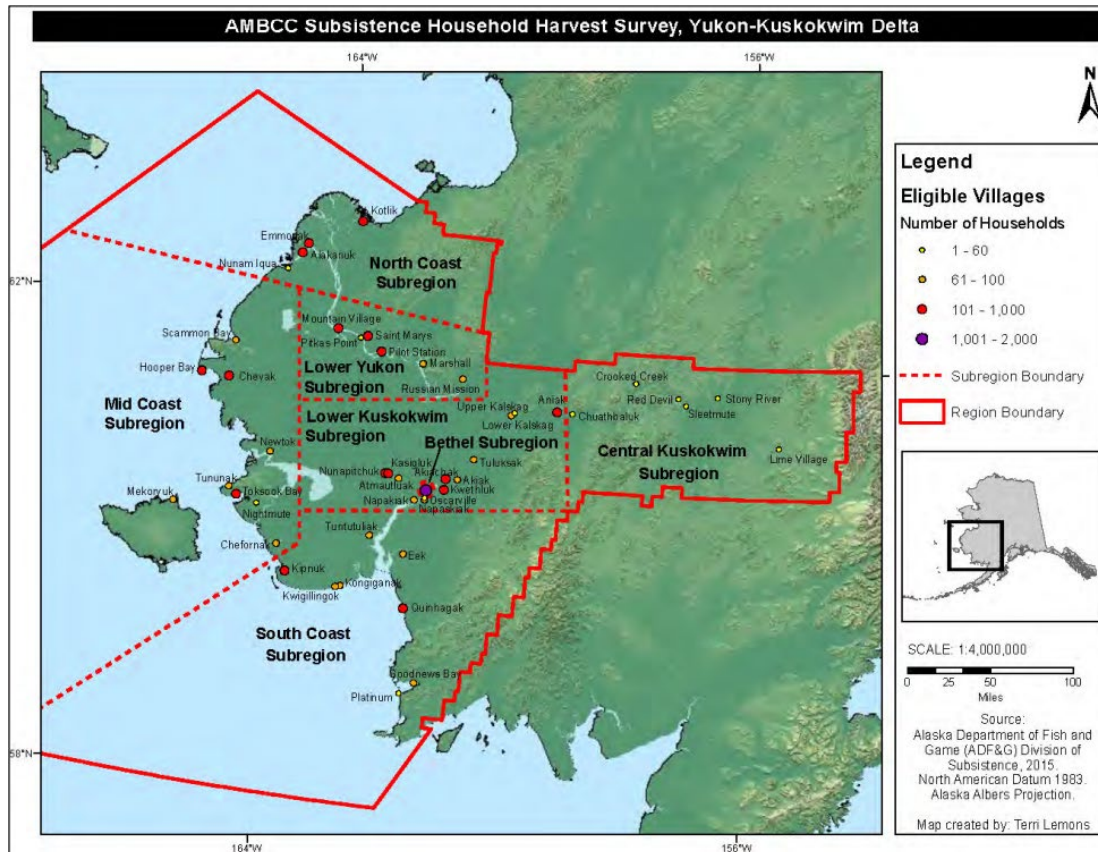 AMBCC Subsistence Household Harvest Survey, Yukon-Kuskokwim Delta
164°W
156°W
N
62°N
58°N
164°W
156°W
Kotlik
Emmonak
Alakanuk
Nunam Iqua
North Coast
Subregion
Scammon Bay
Mountain Village
Saint Marys
Pitkas Point
Pilot Station
Hooper Bay
Chevak
Lower Yukon
Subregion
Marshall
Russian Mission
Mid Coast
Subregion
Lower Kuskokwim
Subregion
Bethel Subregion
Upper Kalskag
Lower Kalskag
Aniak
Chuathbaluk
Crooked Creek
Red Devil
Sleetmute
Stony River
Lime Village
Central Kuskokwim
Subregion
Newtok
Nunapitchuk
Kasigluk
Tuluksak
Akiachak
Akiak
Atmautluak
Kwethluk
Tununak
Toksook Bay
Mekoryuk
Nightmute
Napakiak
Oscarville
Napaskiak
Tuntutuliak
Chefornak
Eek
Kipnuk
Kongiganak
Kwigillingok
Quinhagak
South Coast
Subregion
Goodnews Bay
Platinum
Legend
Eligible Villages
Number of Households
1 - 60
61 - 100
101 - 1,000
1,001 - 2,000
Subregion Boundary
Region Boundary
SCALE: 1:4,000,000
0 25 50 100
Miles
Source:
Alaska Department of Fish and
Game (ADF&G) Division of
Subsistence, 2015.
North American Datum 1983.
Alaska Albers Projection.
Map created by: Terri Lemons